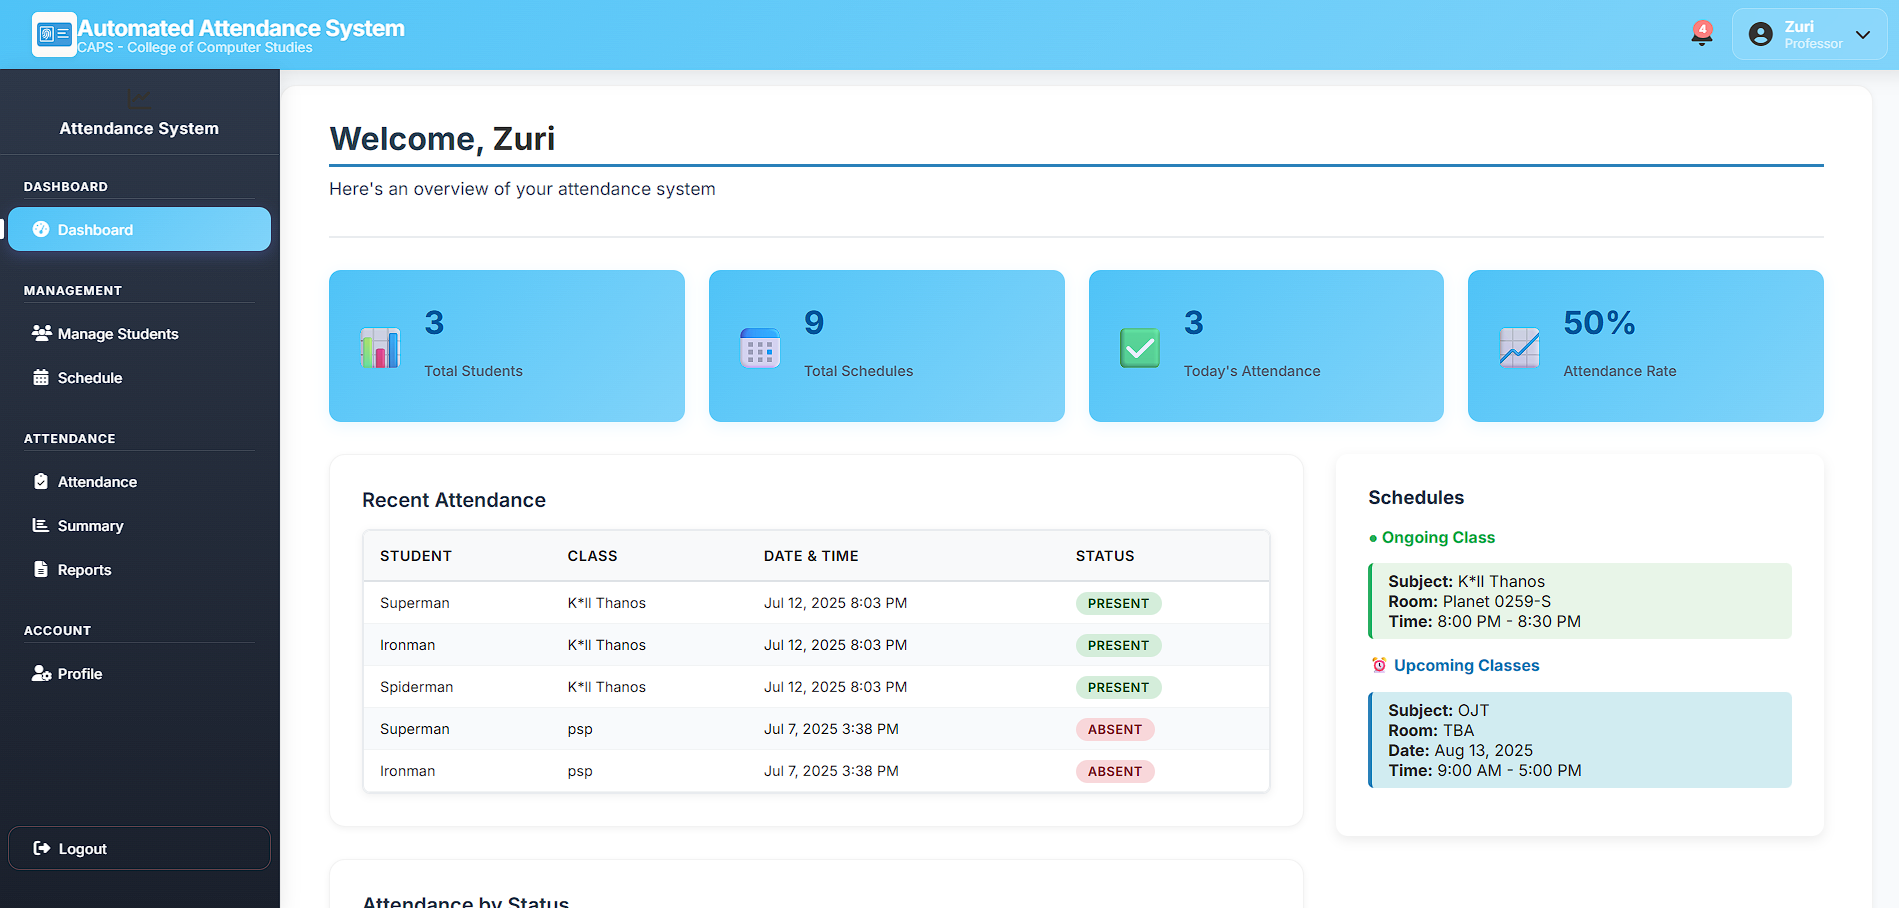 Automated Attendance System
CAPS - College of Computer Studies
4
Zuri
Professor
Attendance System
DASHBOARD
Dashboard
MANAGEMENT
Manage Students
Schedule
ATTENDANCE
Attendance
Summary
Reports
ACCOUNT
Profile
Logout
Welcome, Zuri
Here's an overview of your attendance system
3
Total Students
9
Total Schedules
3
Today's Attendance
50%
Attendance Rate
Recent Attendance
STUDENT CLASS DATE & TIME STATUS
Superman K*ll Thanos Jul 12, 2025 8:03 PM PRESENT
Ironman K*ll Thanos Jul 12, 2025 8:03 PM PRESENT
Spiderman K*ll Thanos Jul 12, 2025 8:03 PM PRESENT
Superman psp Jul 7, 2025 3:38 PM ABSENT
Ironman psp Jul 7, 2025 3:38 PM ABSENT
Schedules
● Ongoing Class
Subject: K*ll Thanos
Room: Planet 0259-S
Time: 8:00 PM - 8:30 PM
⏰ Upcoming Classes
Subject: OJT
Room: TBA
Date: Aug 13, 2025
Time: 9:00 AM - 5:00 PM
Attendance by Status